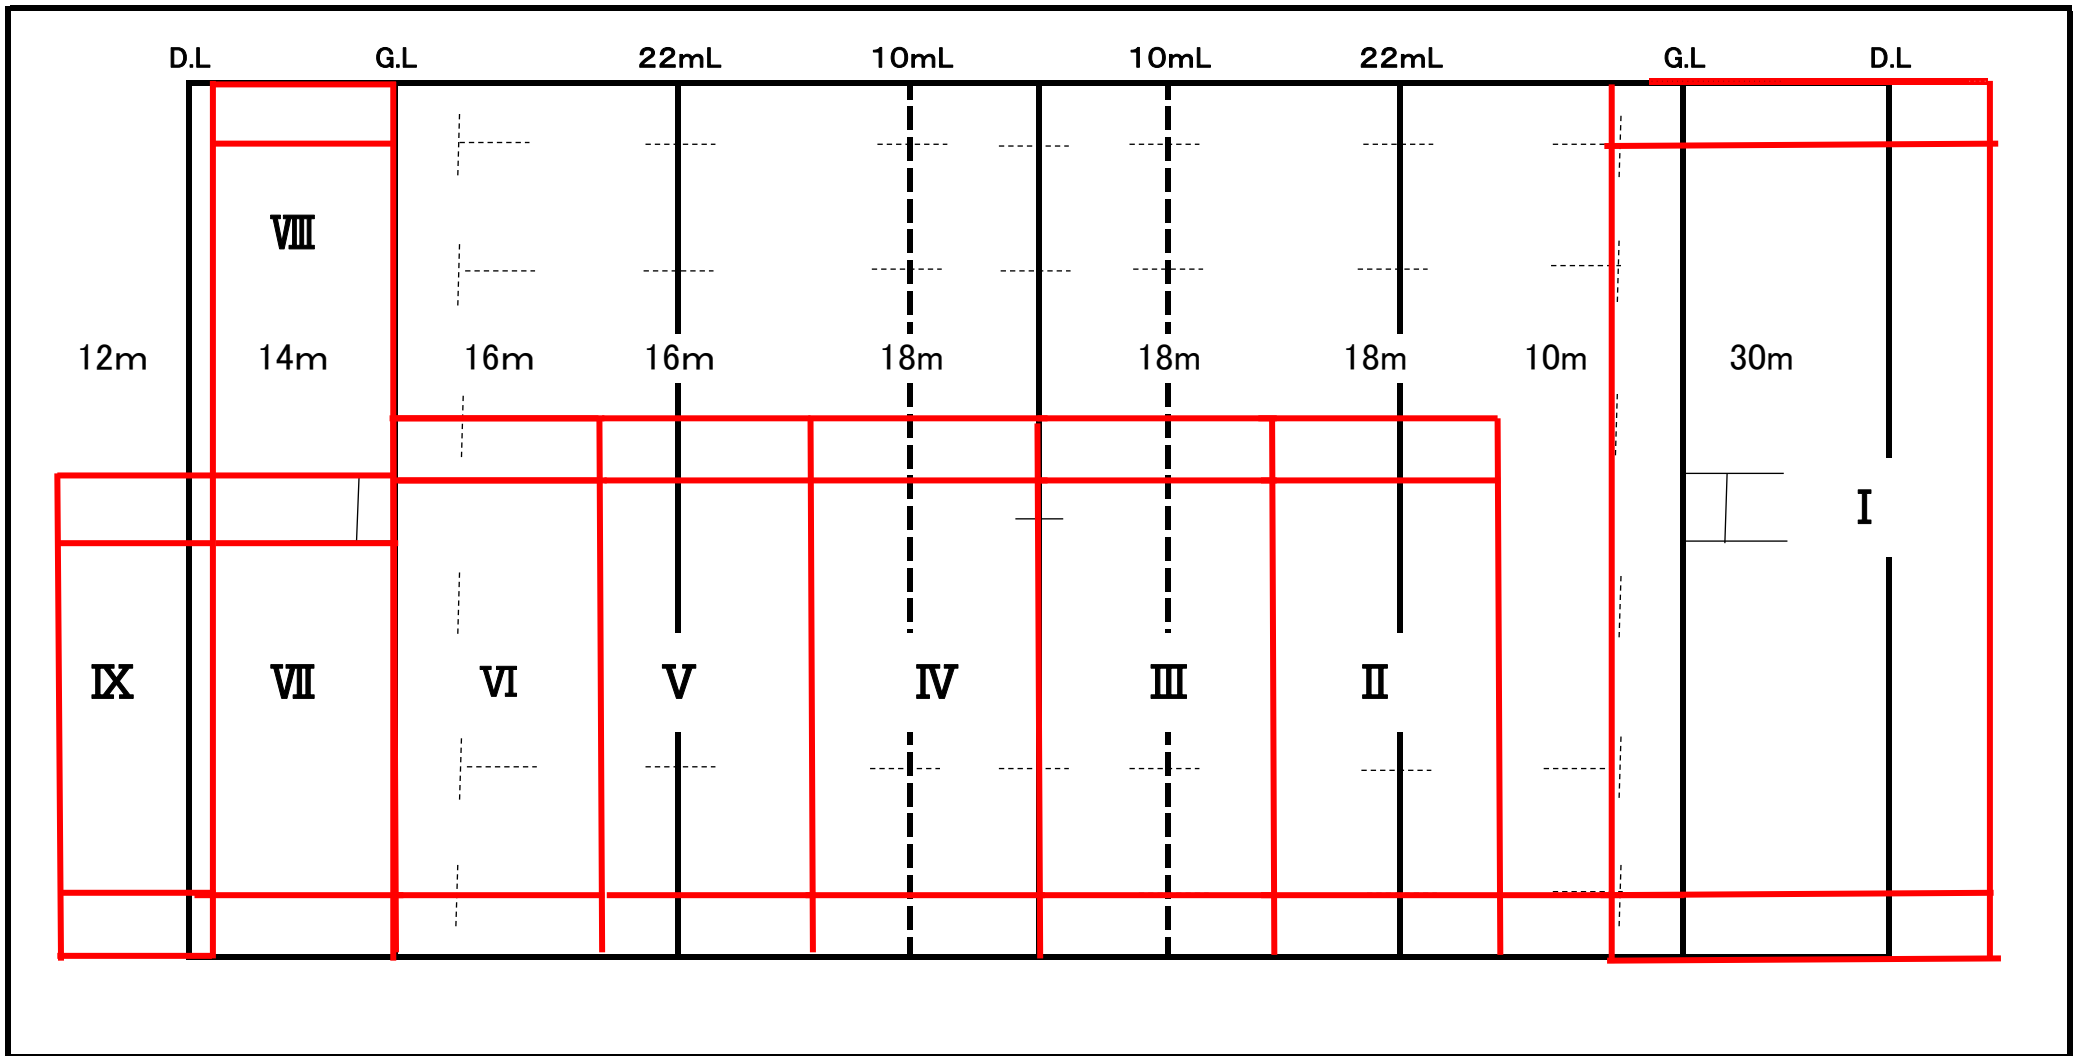 D.L G.L 22mL 10mL 10mL 22mL G.L D.L
Ⅷ
12m 14m 16m 16m 18m 18m 18m 10m 30m
Ⅰ
Ⅸ Ⅶ Ⅵ Ⅴ Ⅳ Ⅲ Ⅱ